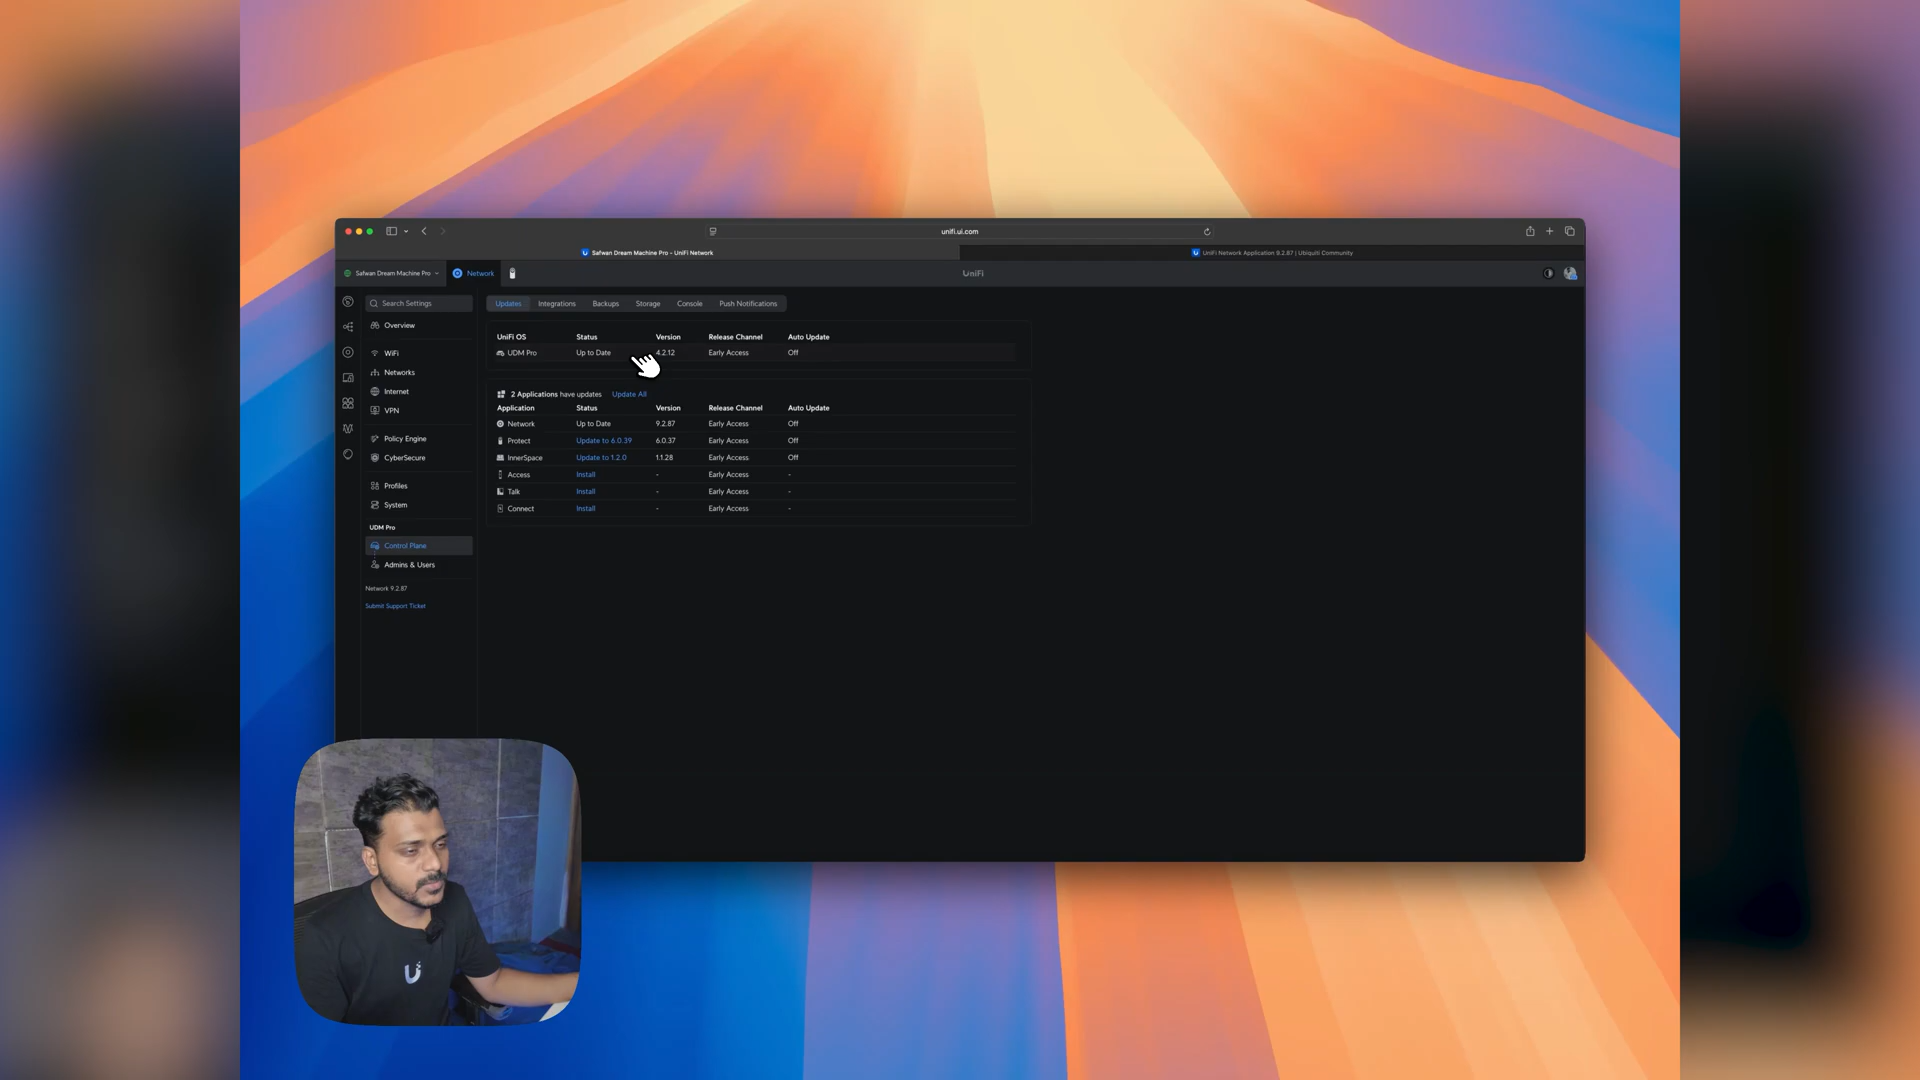 unifi.ui.com
Safwan Dream Machine Pro - UniFi Network
UniFi Network Application 9.2.87 | Ubiquiti Community
Safwan Dream Machine Pro
Network
UniFi
Search Settings
Updates Integrations Backups Storage Console Push Notifications
Overview
WiFi
Networks
Internet
VPN
Policy Engine
CyberSecure
Profiles
System
UDM Pro
Control Plane
Admins & Users
Network 9.2.87
Submit Support Ticket
UniFi OS Status Version Release Channel Auto Update
UDM Pro Up to Date 4.2.12 Early Access Off
2 Applications have updates Update All
Application Status Version Release Channel Auto Update
Network Up to Date 9.2.87 Early Access Off
Protect Update to 6.0.39 6.0.37 Early Access Off
InnerSpace Update to 1.2.0 1.1.28 Early Access Off
Access Install - Early Access -
Talk Install - Early Access -
Connect Install - Early Access -